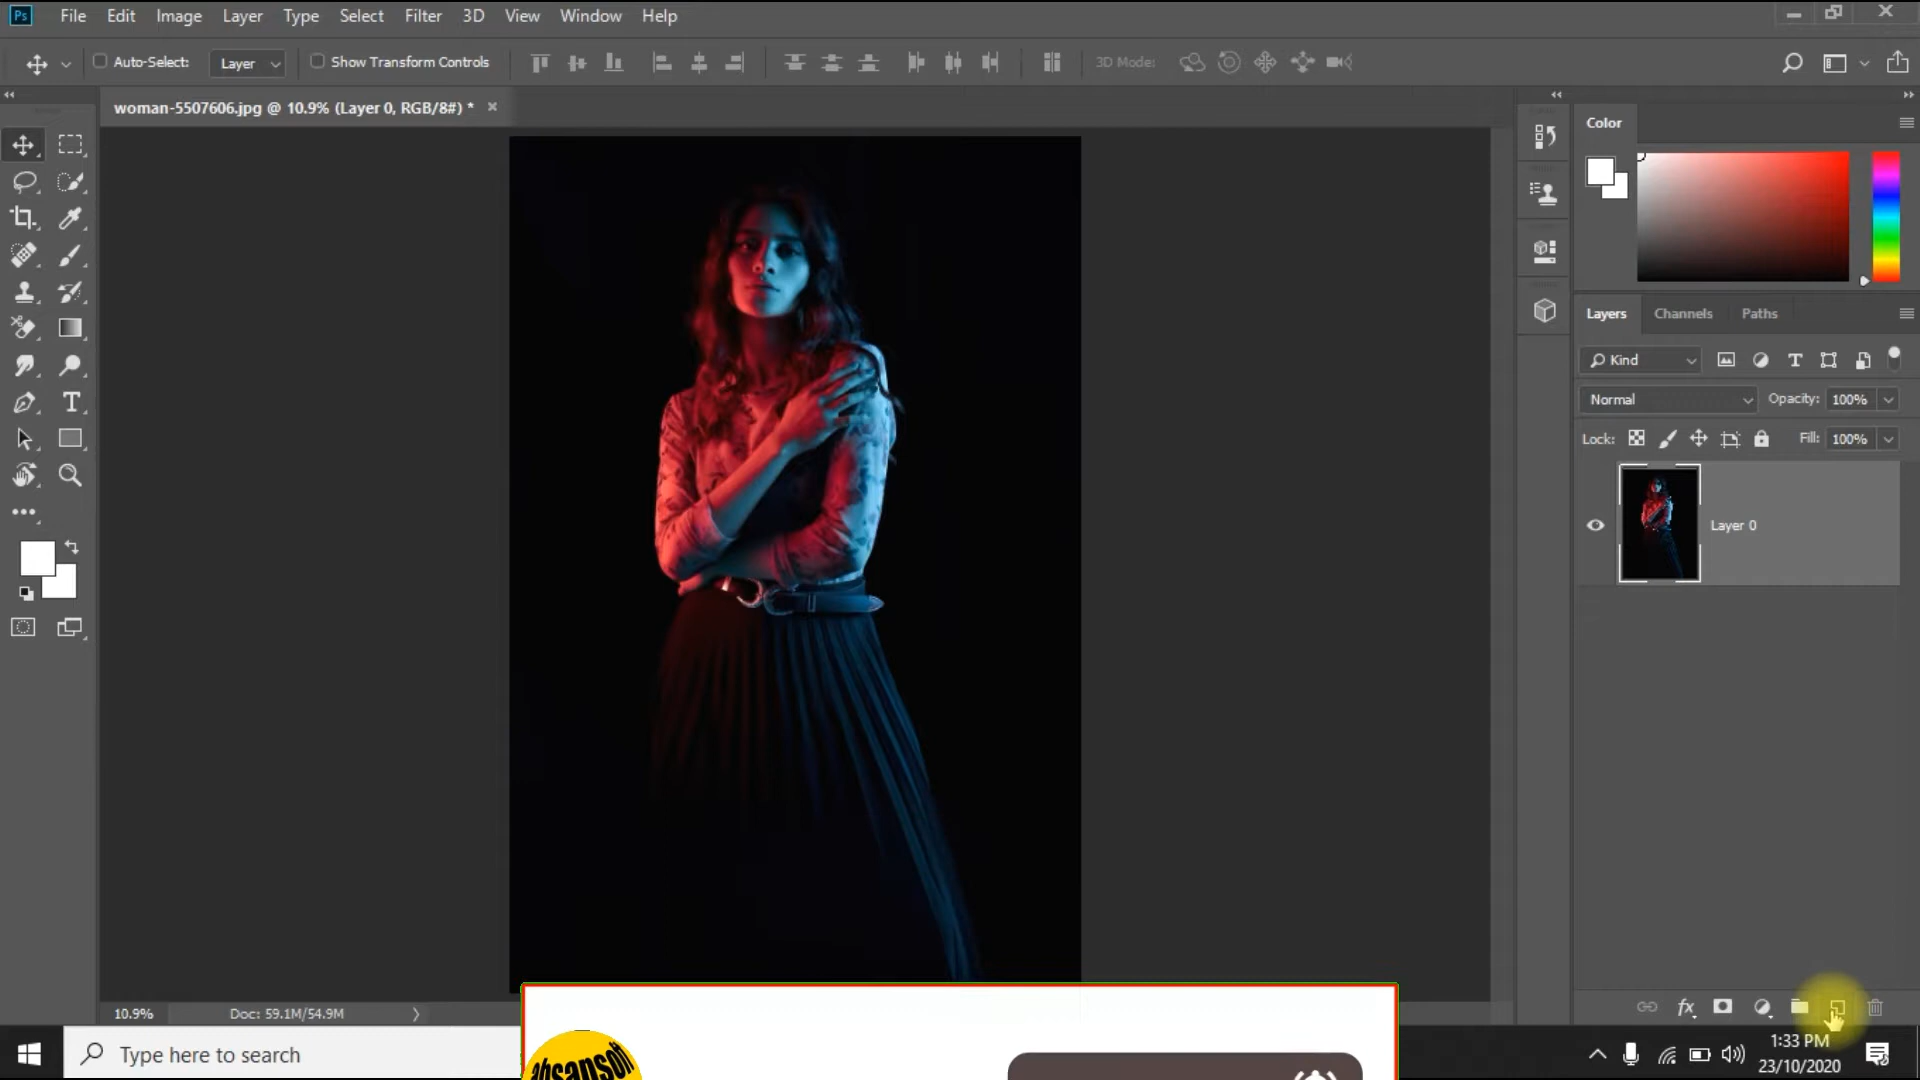 Ps File Edit Image Layer Type Select Filter 3D View Window Help
Auto-Select: Layer Show Transform Controls 3D Mode:
woman-5507606.jpg @ 10.9% (Layer 0, RGB/8#) * ×
Color
Layers Channels Paths
Kind
Normal Opacity: 100%
Lock: Fill: 100%
Layer 0
10.9% Doc: 59.1M/54.9M
fx
Type here to search
ahsansoft
1:33 PM
23/10/2020